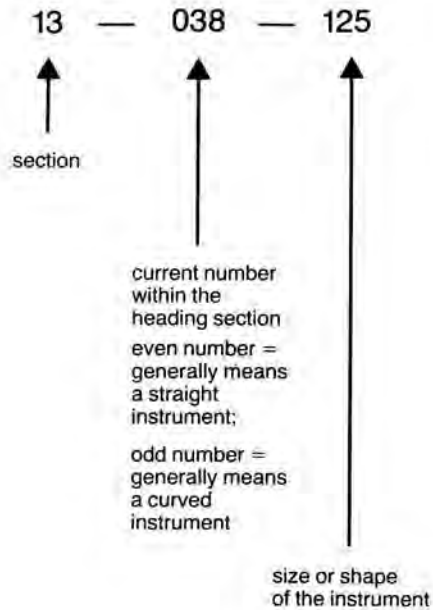 13 — 038 — 125
section
current number
within the
heading section
even number =
generally means
a straight
instrument;
odd number =
generally means
a curved
instrument
size or shape
of the instrument